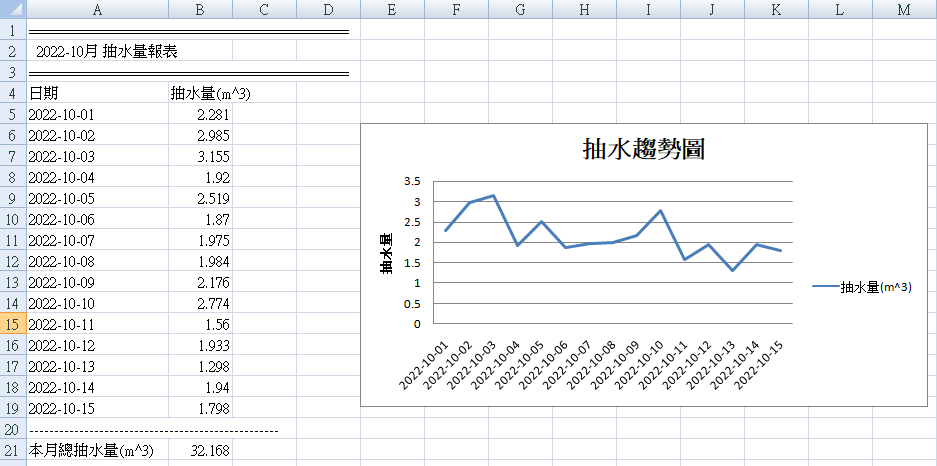 A B C D E F G H I J K L M
1 ==================================================
2 2022-10月 抽水量報表
3 ==================================================
4 日期 抽水量(m^3)
5 2022-10-01 2.281
6 2022-10-02 2.985
7 2022-10-03 3.155
8 2022-10-04 1.92
9 2022-10-05 2.519
10 2022-10-06 1.87
11 2022-10-07 1.975
12 2022-10-08 1.984
13 2022-10-09 2.176
14 2022-10-10 2.774
15 2022-10-11 1.56
16 2022-10-12 1.933
17 2022-10-13 1.298
18 2022-10-14 1.94
19 2022-10-15 1.798
20 --------------------------------------------------
21 本月總抽水量(m^3) 32.168
抽水趨勢圖
抽水量
3.5
3
2.5
2
1.5
1
0.5
0
2022-10-01 2022-10-02 2022-10-03 2022-10-04 2022-10-05 2022-10-06 2022-10-07 2022-10-08 2022-10-09 2022-10-10 2022-10-11 2022-10-12 2022-10-13 2022-10-14 2022-10-15
抽水量(m^3)